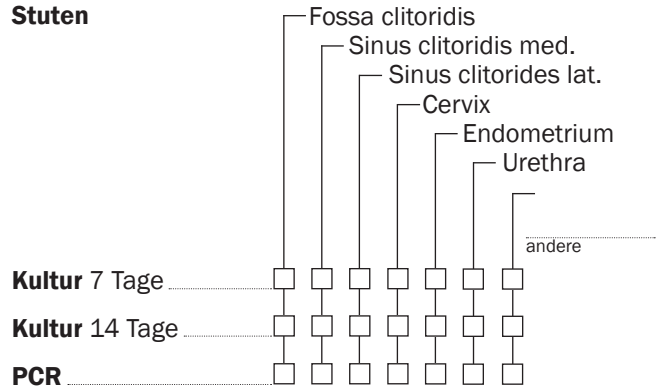 Stuten
Fossa clitoridis
Sinus clitoridis med.
Sinus clitorides lat.
Cervix
Endometrium
Urethra
andere
Kultur 7 Tage
Kultur 14 Tage
PCR